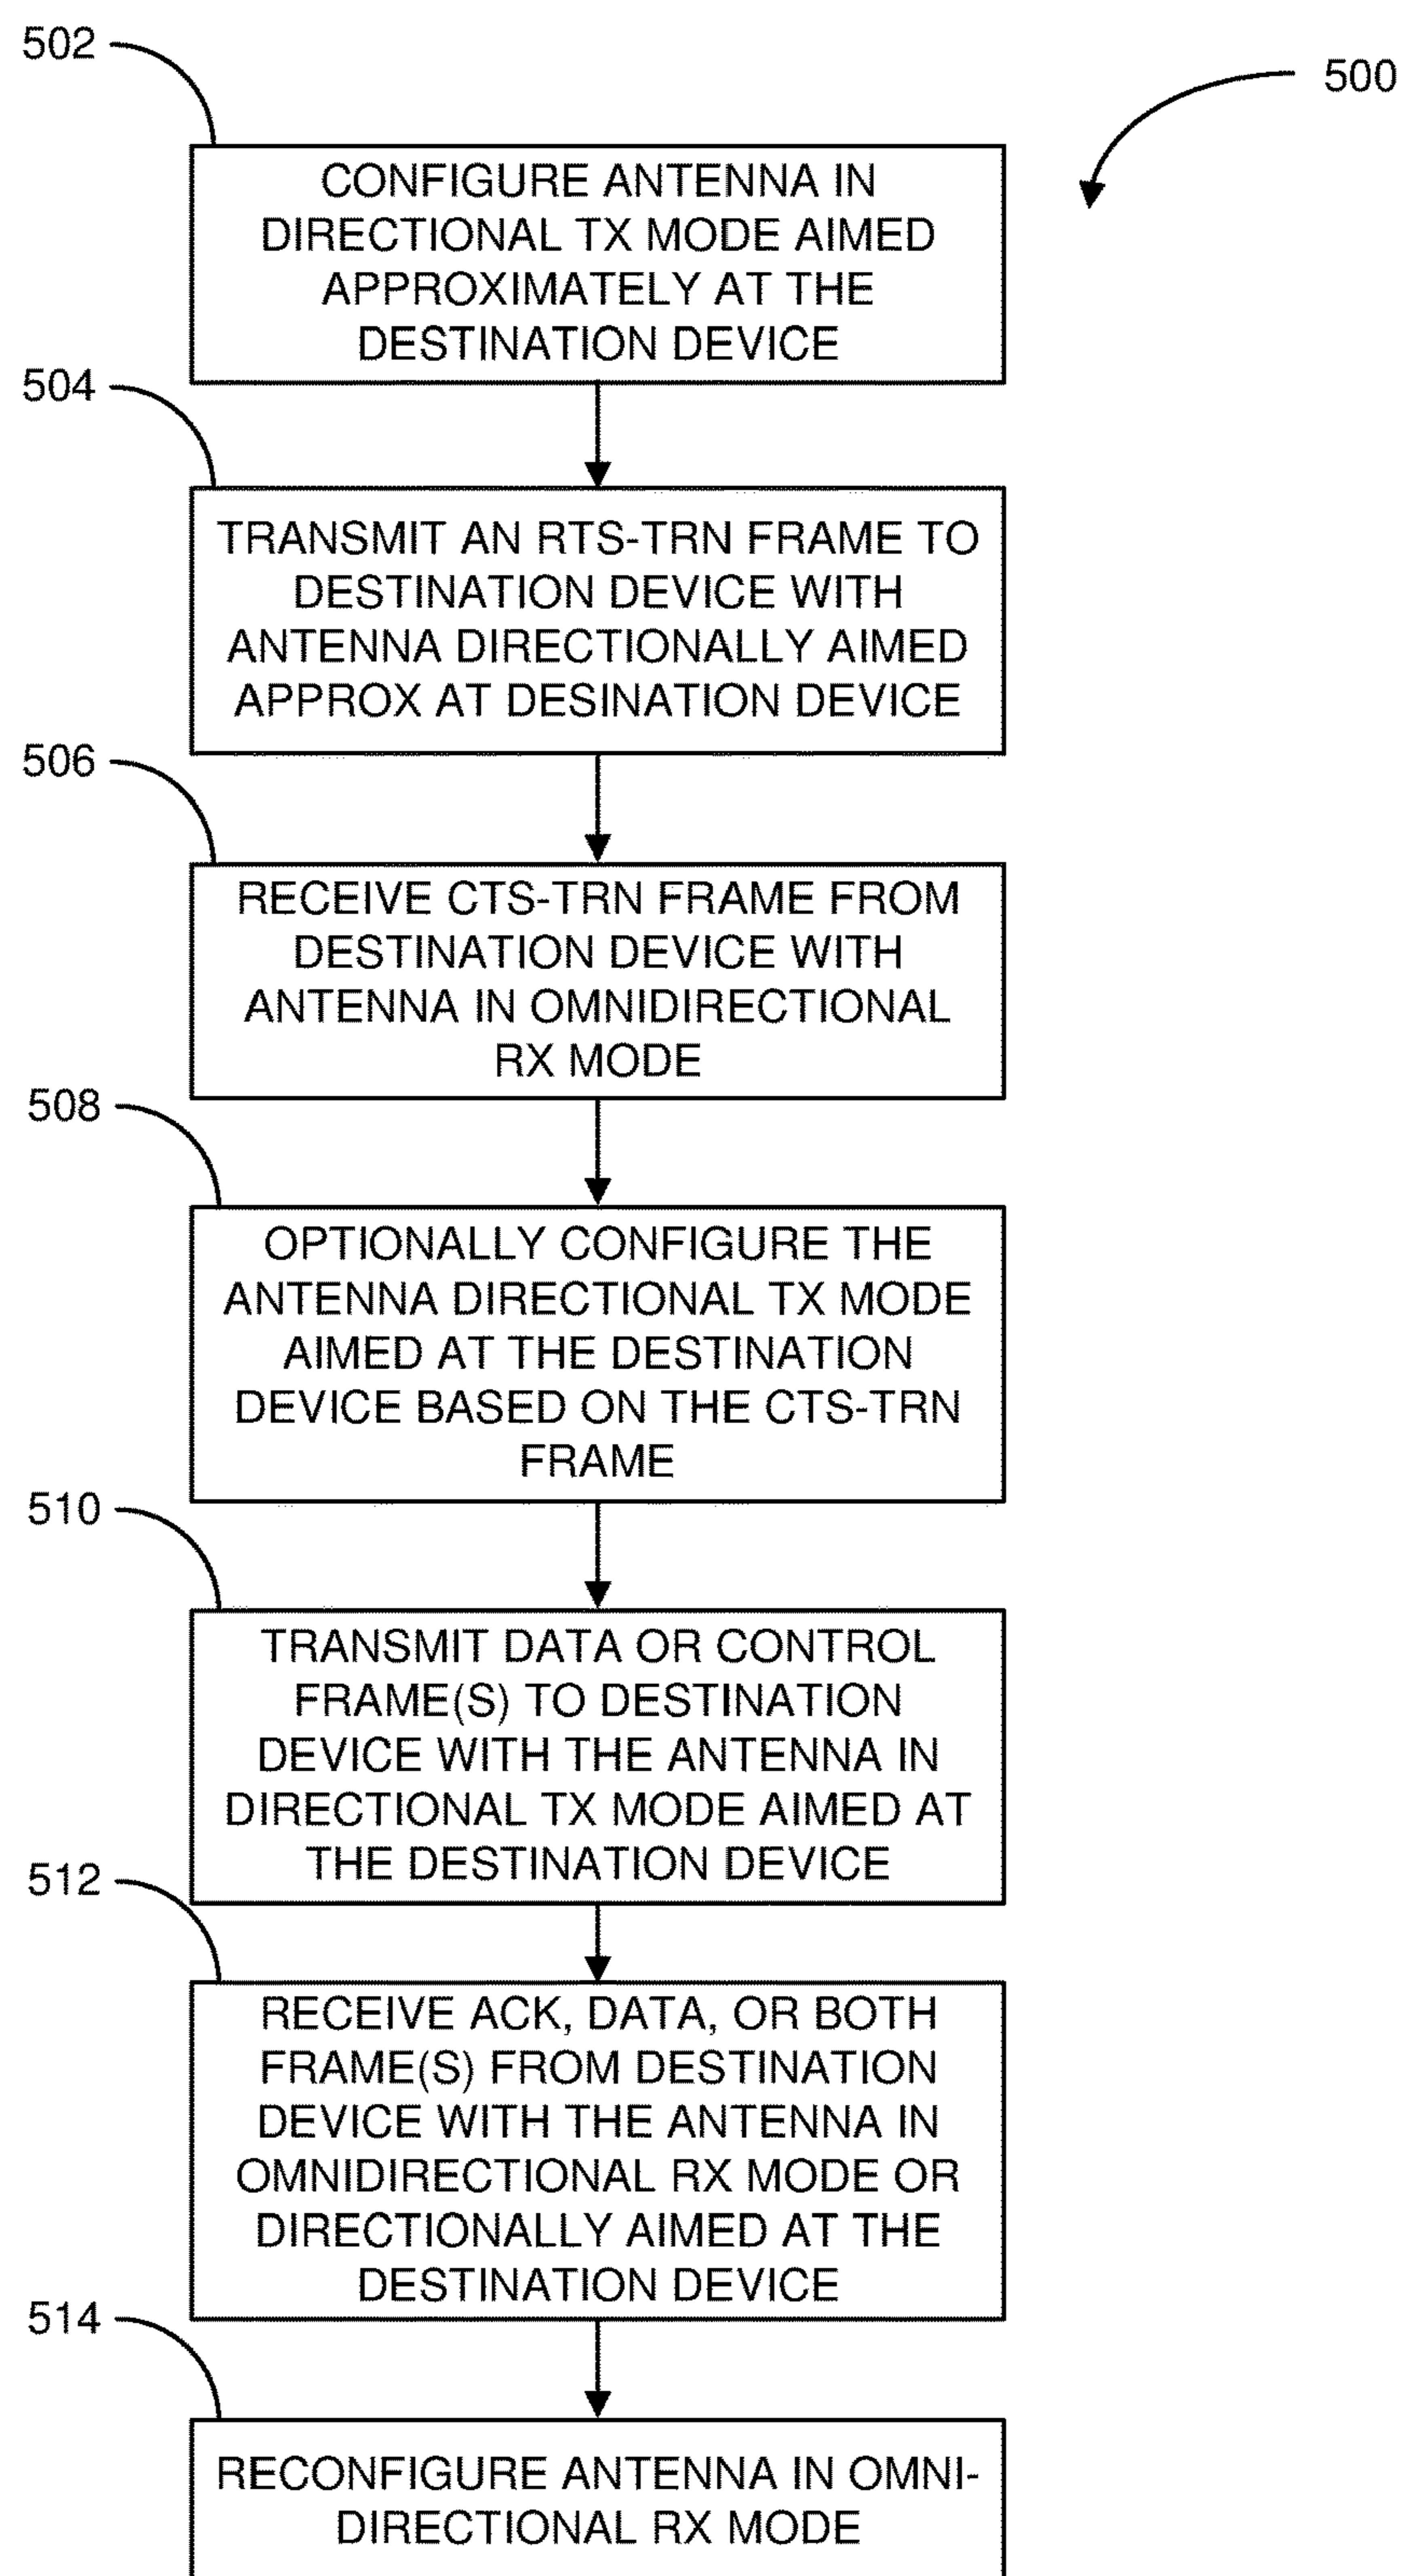 502
500
CONFIGURE ANTENNA IN
DIRECTIONAL TX MODE AIMED
APPROXIMATELY AT THE
DESTINATION DEVICE
504
TRANSMIT AN RTS-TRN FRAME TO
DESTINATION DEVICE WITH
ANTENNA DIRECTIONALLY AIMED
APPROX AT DESINATION DEVICE
506
RECEIVE CTS-TRN FRAME FROM
DESTINATION DEVICE WITH
ANTENNA IN OMNIDIRECTIONAL
RX MODE
508
OPTIONALLY CONFIGURE THE
ANTENNA DIRECTIONAL TX MODE
AIMED AT THE DESTINATION
DEVICE BASED ON THE CTS-TRN
FRAME
510
TRANSMIT DATA OR CONTROL
FRAME(S) TO DESTINATION
DEVICE WITH THE ANTENNA IN
DIRECTIONAL TX MODE AIMED AT
THE DESTINATION DEVICE
512
RECEIVE ACK, DATA, OR BOTH
FRAME(S) FROM DESTINATION
DEVICE WITH THE ANTENNA IN
OMNIDIRECTIONAL RX MODE OR
DIRECTIONALLY AIMED AT THE
DESTINATION DEVICE
514
RECONFIGURE ANTENNA IN OMNI-
DIRECTIONAL RX MODE